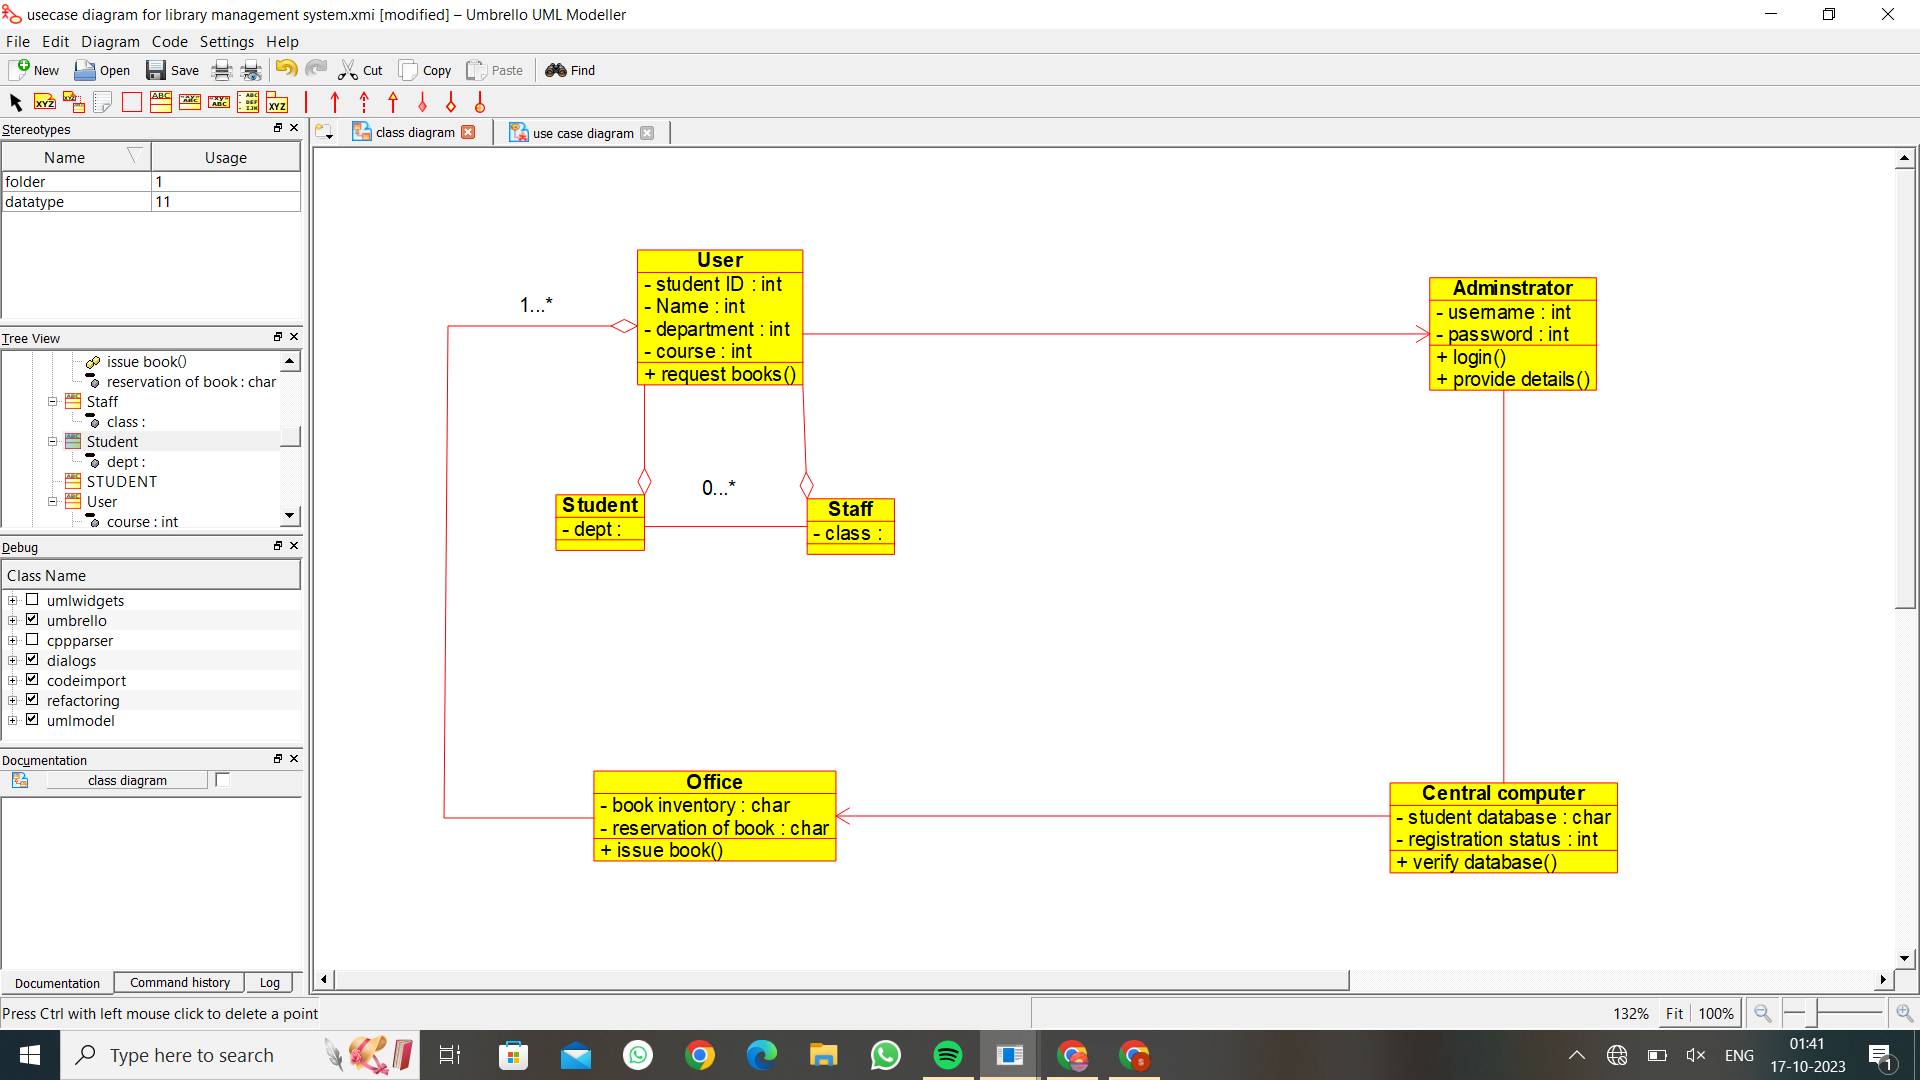 usecase diagram for library management system.xmi [modified] – Umbrello UML Modeller
File Edit Diagram Code Settings Help
New Open Save Cut Copy Paste Find
Stereotypes
Name Usage
folder 1
datatype 11
Tree View
issue book()
reservation of book : char
Staff
class :
Student
dept :
STUDENT
User
course : int
Debug
Class Name
umlwidgets
umbrello
cppparser
dialogs
codeimport
refactoring
umlmodel
Documentation
class diagram
Documentation Command history Log
class diagram use case diagram
User
- student ID : int
- Name : int
- department : int
- course : int
+ request books()
1...*
Adminstrator
- username : int
- password : int
+ login()
+ provide details()
0...*
Student
- dept :
Staff
- class :
Office
- book inventory : char
- reservation of book : char
+ issue book()
Central computer
- student database : char
- registration status : int
+ verify database()
Press Ctrl with left mouse click to delete a point
132% Fit 100%
Type here to search
ENG
01:41
17-10-2023
1